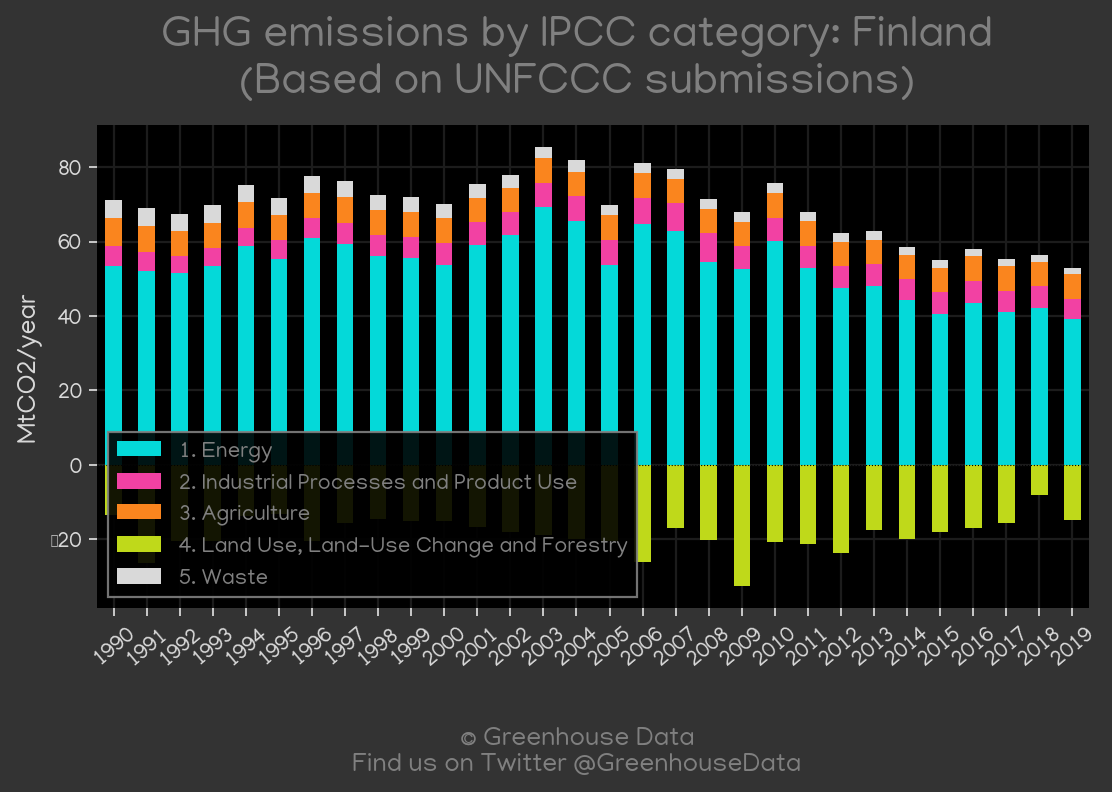 GHG emissions by IPCC category: Finland
(Based on UNFCCC submissions)
MtCO2/year
80
60
40
20
0
▯20
1. Energy
2. Industrial Processes and Product Use
3. Agriculture
4. Land Use, Land-Use Change and Forestry
5. Waste
1990 1991 1992 1993 1994 1995 1996 1997 1998 1999 2000 2001 2002 2003 2004 2005 2006 2007 2008 2009 2010 2011 2012 2013 2014 2015 2016 2017 2018 2019
© Greenhouse Data
Find us on Twitter @GreenhouseData